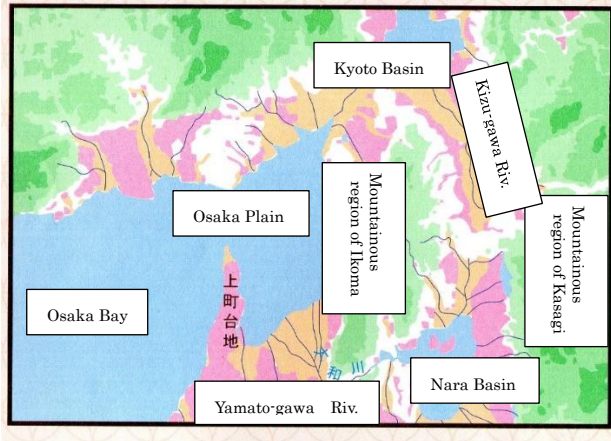 Kyoto Basin
Kizu-gawa Riv.
Osaka Plain
Mountainous
region of Ikoma
Mountainous
region of Kasagi
上町台地
Osaka Bay
大和川
Nara Basin
Yamato-gawa Riv.